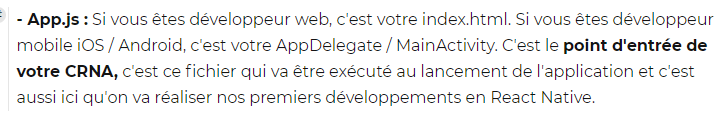 - App.js : Si vous êtes développeur web, c'est votre index.html. Si vous êtes développeur
mobile iOS / Android, c'est votre AppDelegate / MainActivity. C'est le point d'entrée de
votre CRNA, c'est ce fichier qui va être exécuté au lancement de l'application et c'est
aussi ici qu'on va réaliser nos premiers développements en React Native.